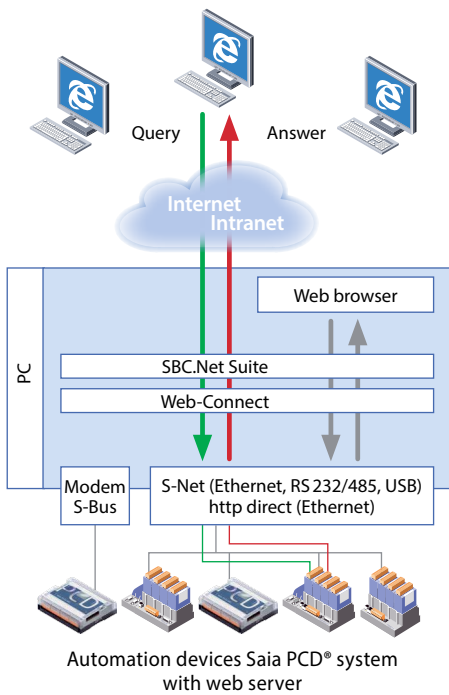 Query
Answer
Internet
Intranet
Web browser
PC
SBC.Net Suite
Web-Connect
Modem
S-Bus
S-Net (Ethernet, RS 232/485, USB)
http direct (Ethernet)
Automation devices Saia PCD® system
with web server